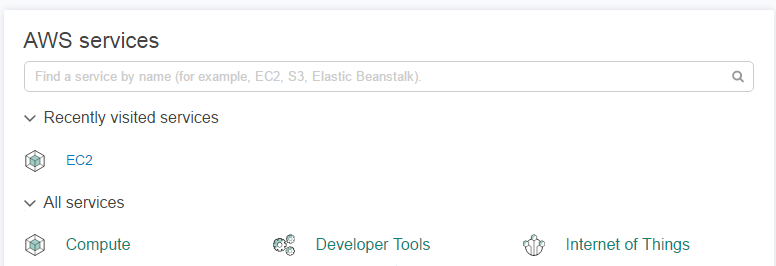 AWS services
Find a service by name (for example, EC2, S3, Elastic Beanstalk).
Recently visited services
EC2
All services
Compute Developer Tools Internet of Things